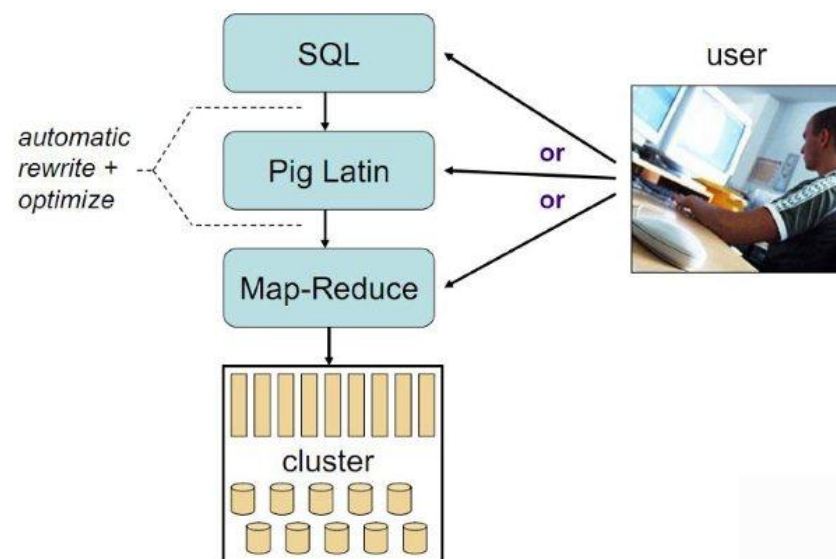 SQL
user
automatic
rewrite +
optimize
or
Pig Latin
or
Map-Reduce
cluster